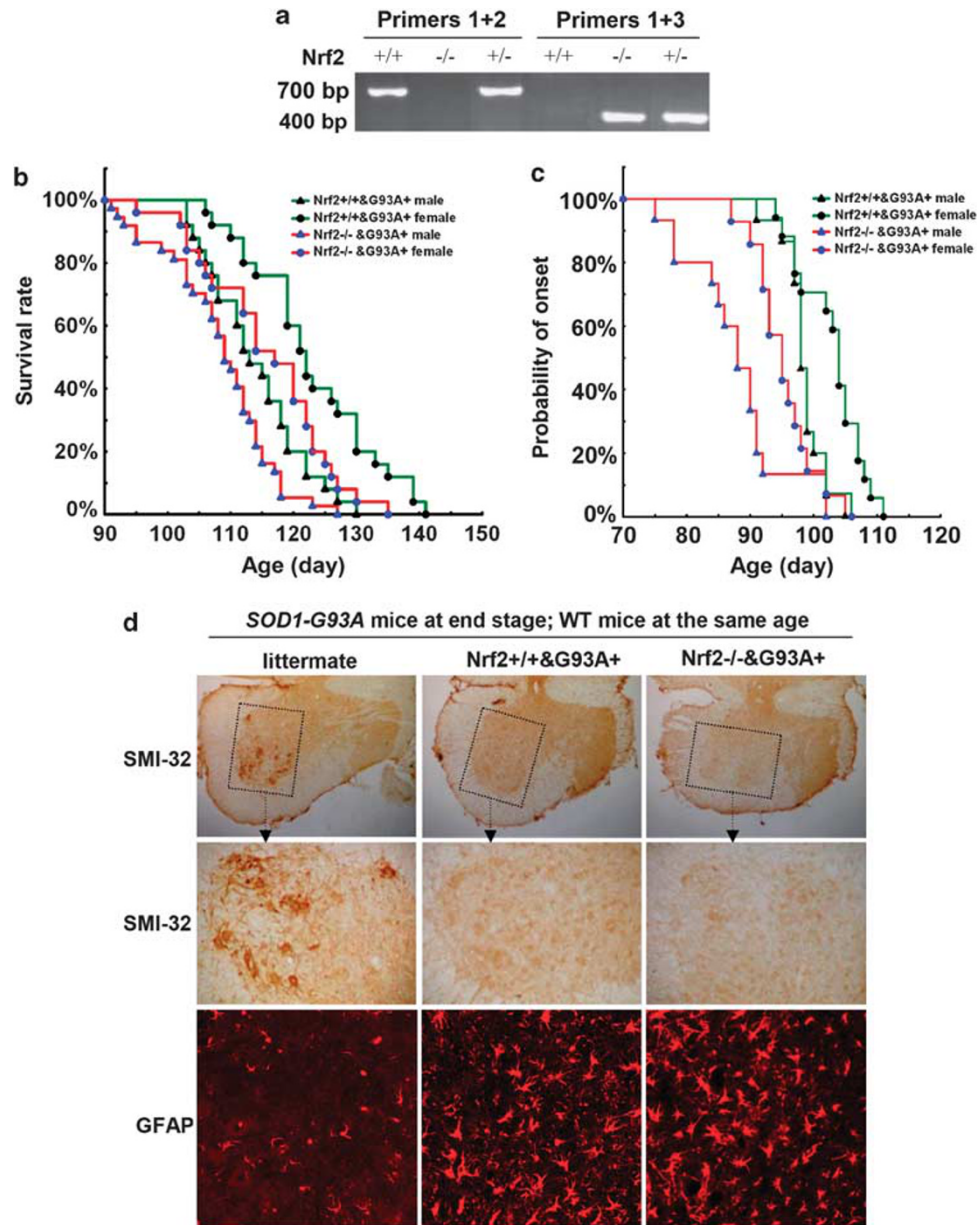 a
Primers 1+2 Primers 1+3
Nrf2 +/+ -/- +/- +/+ -/- +/-
700 bp
400 bp
b
Survival rate
100%
80%
60%
40%
20%
0%
90 100 110 120 130 140 150
Age (day)
Nrf2+/+&G93A+ male
Nrf2+/+&G93A+ female
Nrf2-/- &G93A+ male
Nrf2-/- &G93A+ female
c
Probability of onset
100%
80%
60%
40%
20%
0%
70 80 90 100 110 120
Age (day)
Nrf2+/+&G93A+ male
Nrf2+/+&G93A+ female
Nrf2-/- &G93A+ male
Nrf2-/- &G93A+ female
d
SOD1-G93A mice at end stage; WT mice at the same age
littermate Nrf2+/+&G93A+ Nrf2-/-&G93A+
SMI-32
SMI-32
GFAP